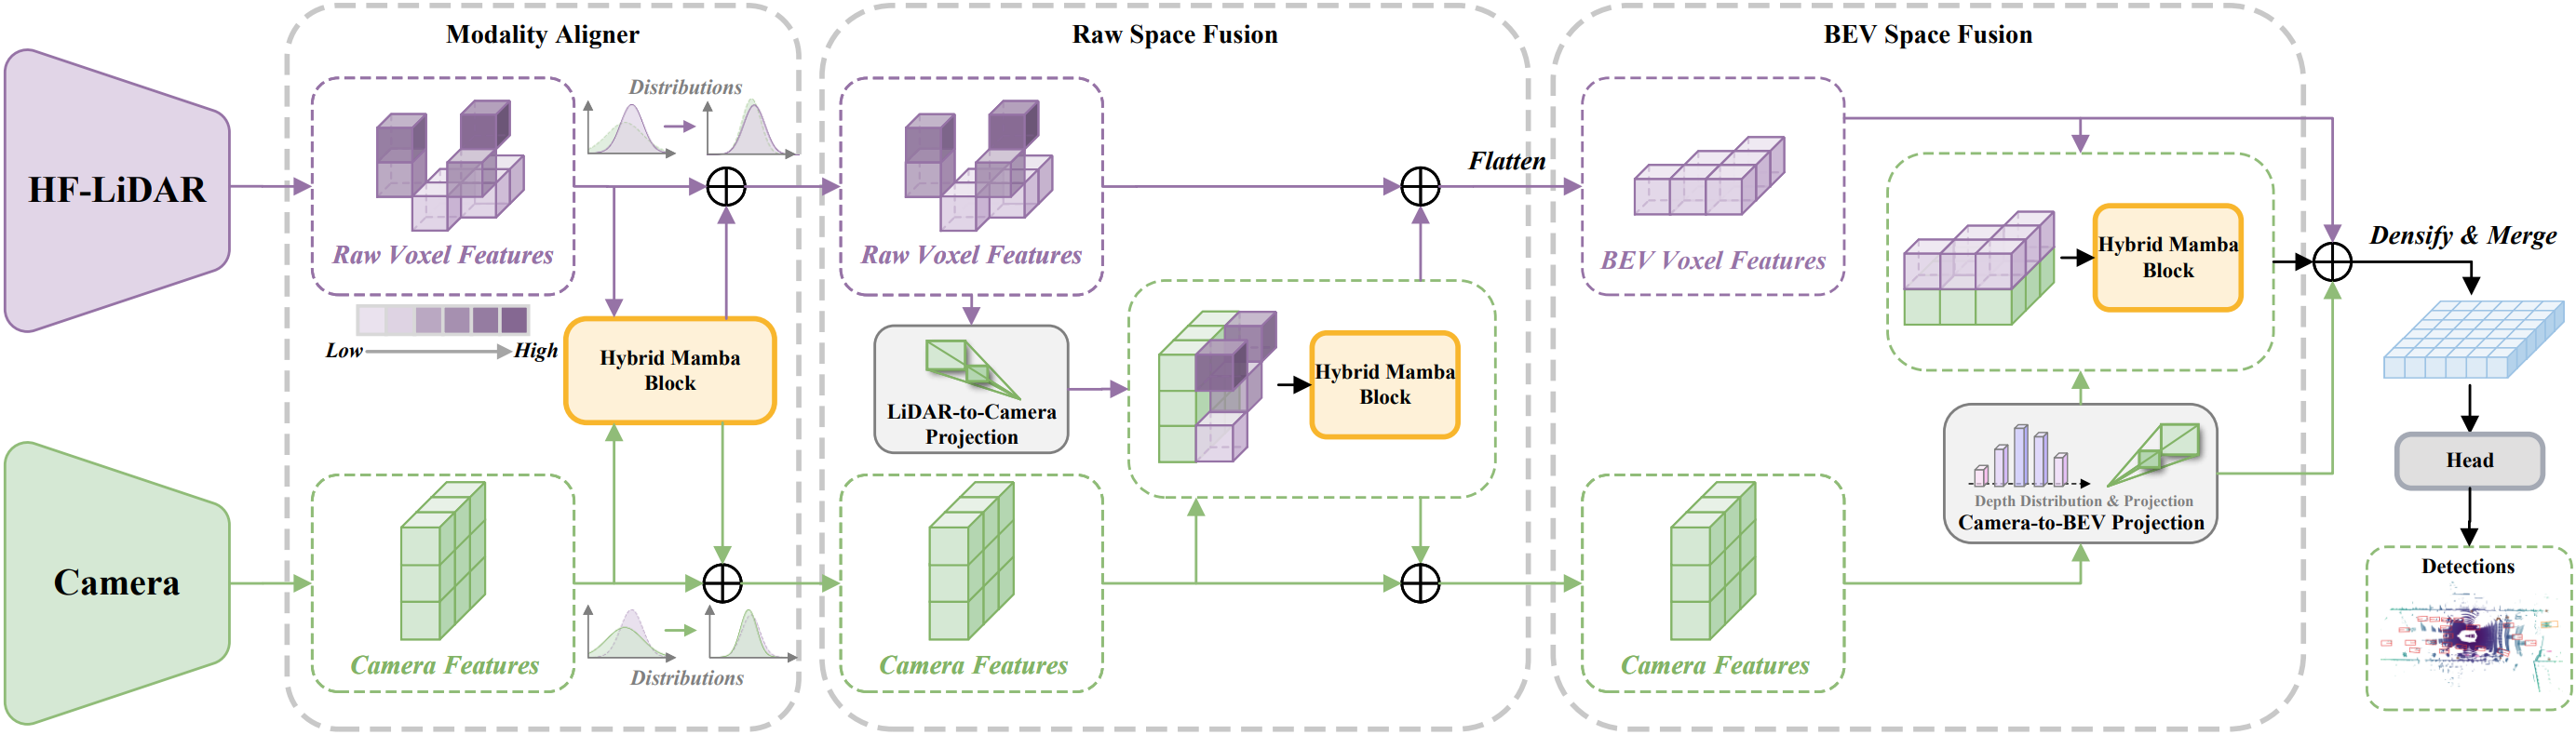 Modality Aligner
Raw Space Fusion
BEV Space Fusion
HF-LiDAR
Raw Voxel Features
Distributions
Low
High
Hybrid Mamba
Block
Camera
Camera Features
Distributions
Raw Voxel Features
LiDAR-to-Camera
Projection
Hybrid Mamba
Block
Camera Features
Flatten
BEV Voxel Features
Hybrid Mamba
Block
Depth Distribution & Projection
Camera-to-BEV Projection
Camera Features
Densify & Merge
Head
Detections